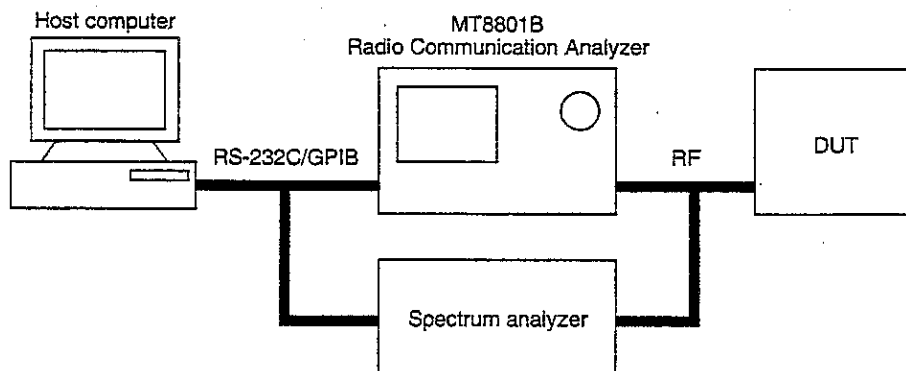 Host computer
MT8801B
Radio Communication Analyzer
RS-232C/GPIB
RF
DUT
Spectrum analyzer